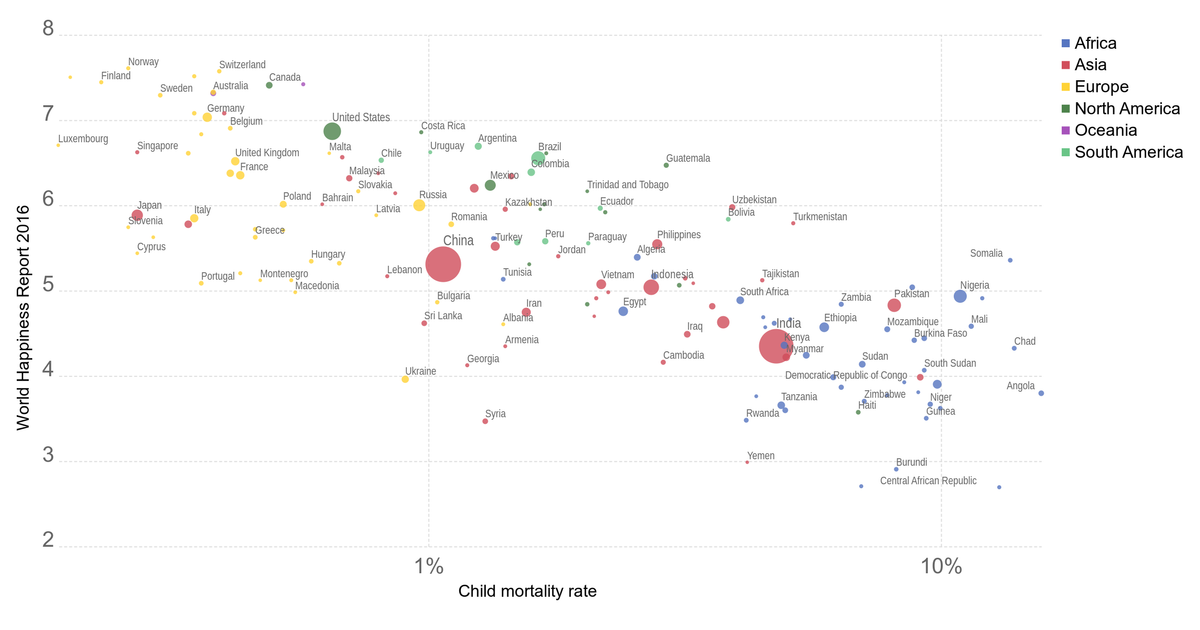 8
Norway
Switzerland
Finland
Canada
Sweden
Australia
7
Germany
United States
Belgium
Costa Rica
Luxembourg
Singapore
Malta
Uruguay
Argentina
Brazil
United Kingdom
Chile
France
Malaysia
Colombia
Guatemala
Slovakia
Mexico
Trinidad and Tobago
6
Japan
Poland
Bahrain
Russia
Kazakhstan
Ecuador
Uzbekistan
Italy
Latvia
Bolivia
Slovenia
Greece
Romania
Turkmenistan
Cyprus
China
Turkey
Peru
Paraguay
Philippines
Hungary
Jordan
Algeria
Somalia
Portugal
Montenegro
Lebanon
Tunisia
Vietnam
Indonesia
Tajikistan
5
Macedonia
Bulgaria
South Africa
Nigeria
Iran
Egypt
Zambia
Pakistan
Sri Lanka
Albania
Iraq
India
Ethiopia
Mozambique
Mali
Armenia
Kenya
Burkina Faso
Chad
Georgia
Cambodia
Myanmar
Sudan
South Sudan
4
Ukraine
Democratic Republic of Congo
Angola
Tanzania
Zimbabwe
Niger
Syria
Rwanda
Haiti
Guinea
3
Yemen
Burundi
Central African Republic
2
1%
10%
Child mortality rate
World Happiness Report 2016
Africa
Asia
Europe
North America
Oceania
South America